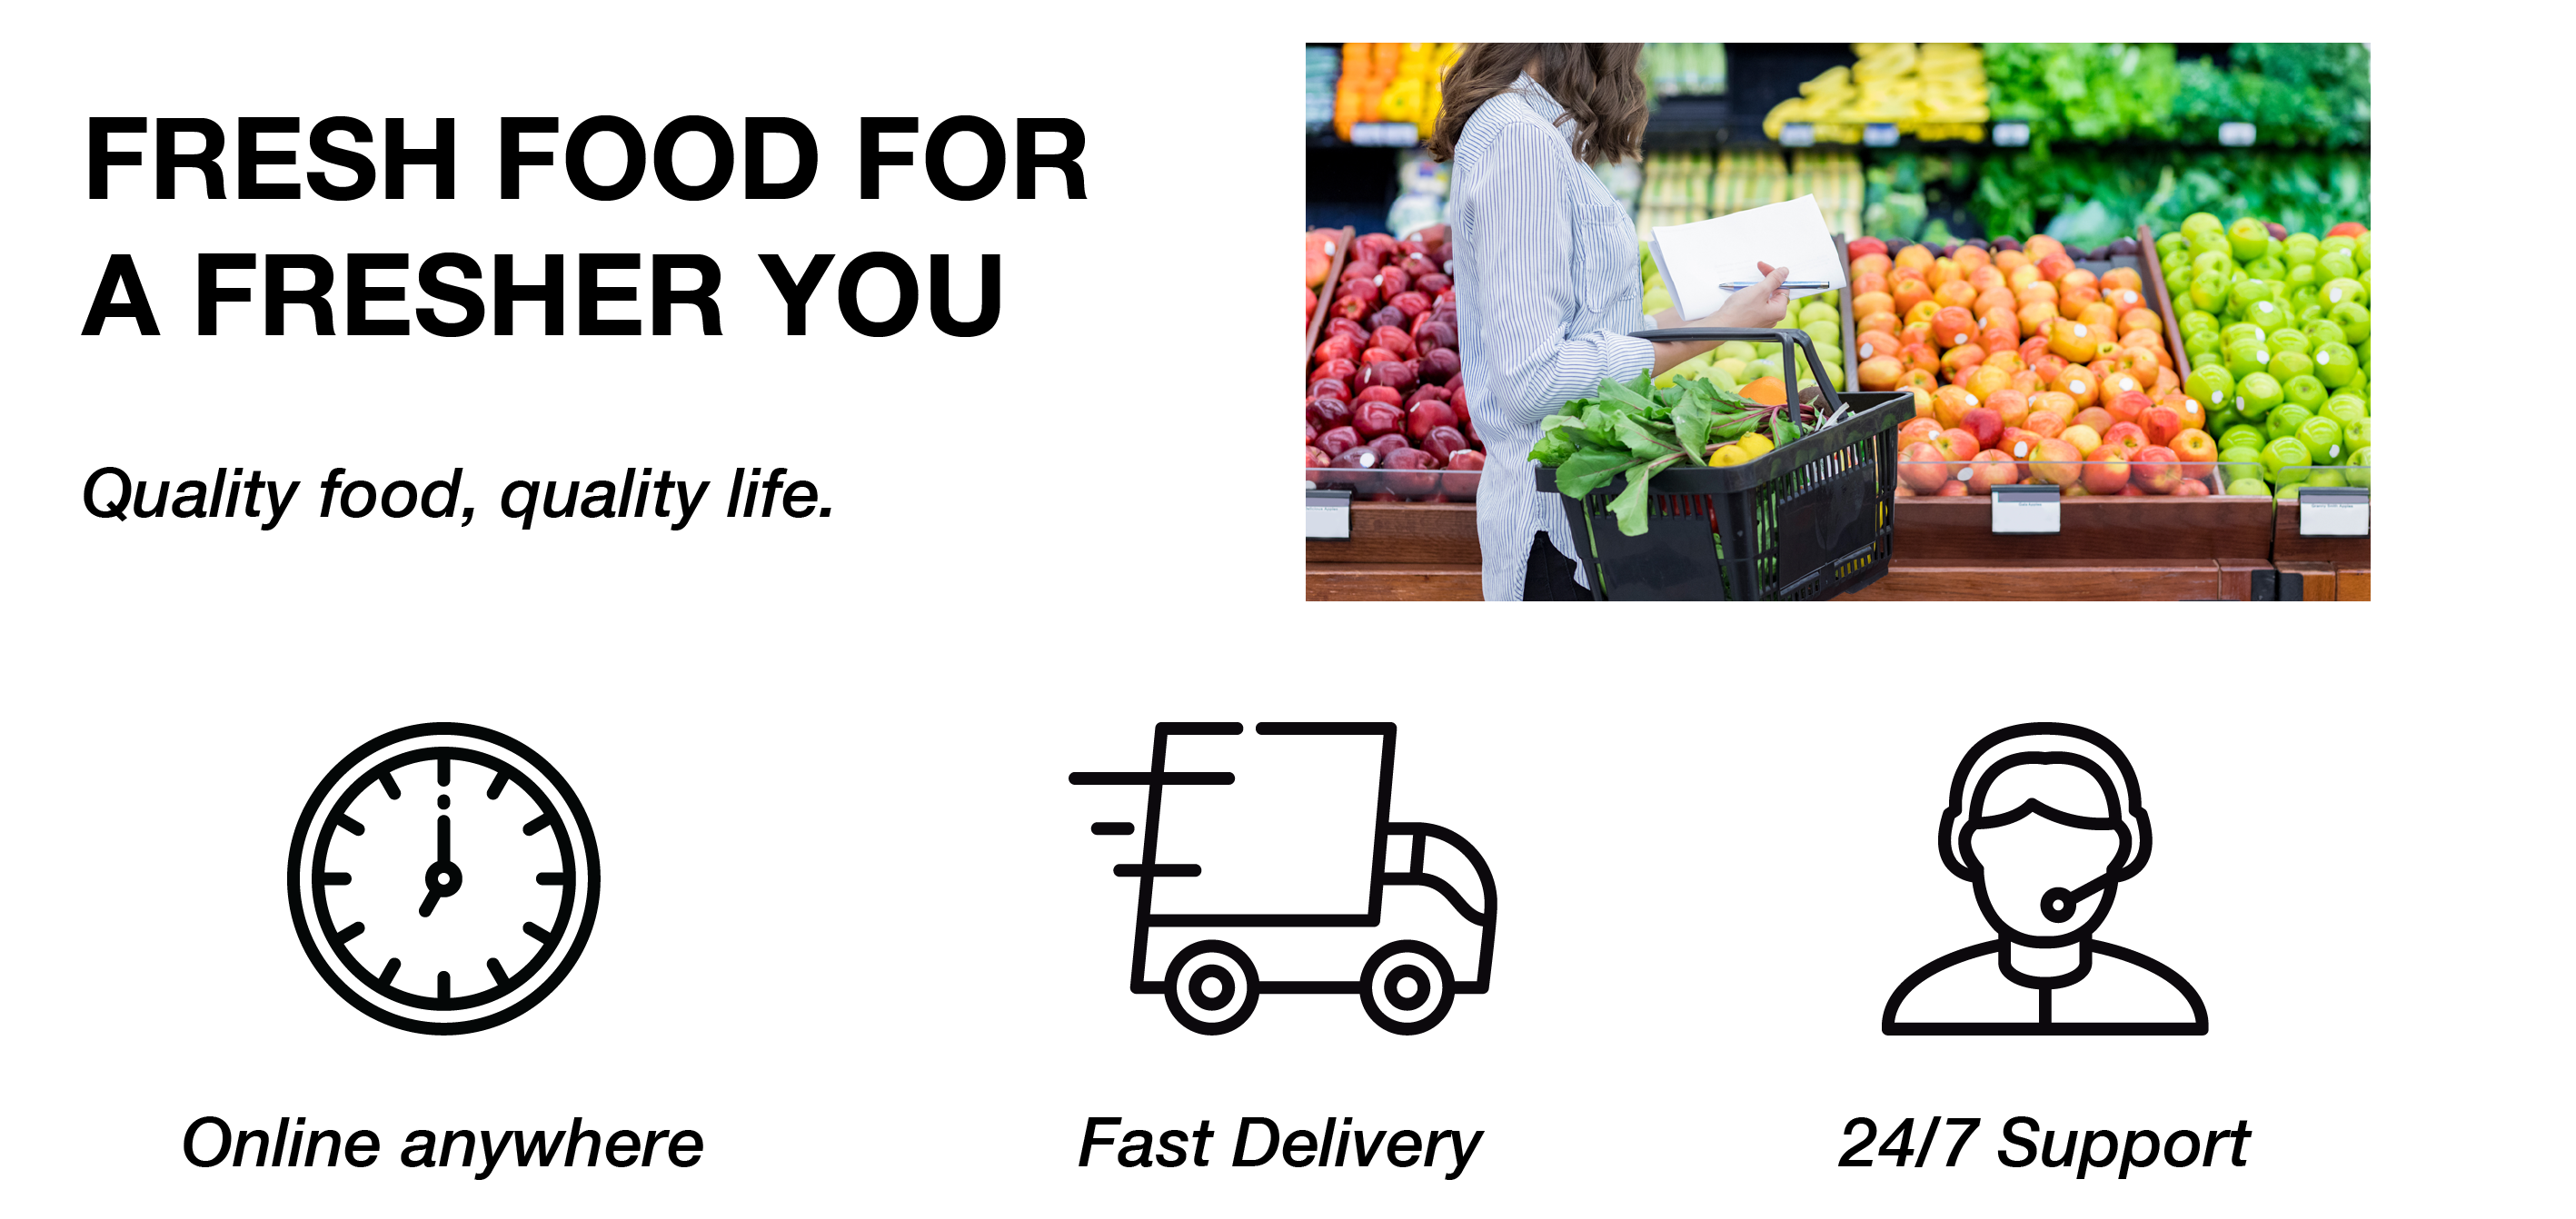 FRESH FOOD FOR
A FRESHER YOU
Quality food, quality life.
Online anywhere
Fast Delivery
24/7 Support